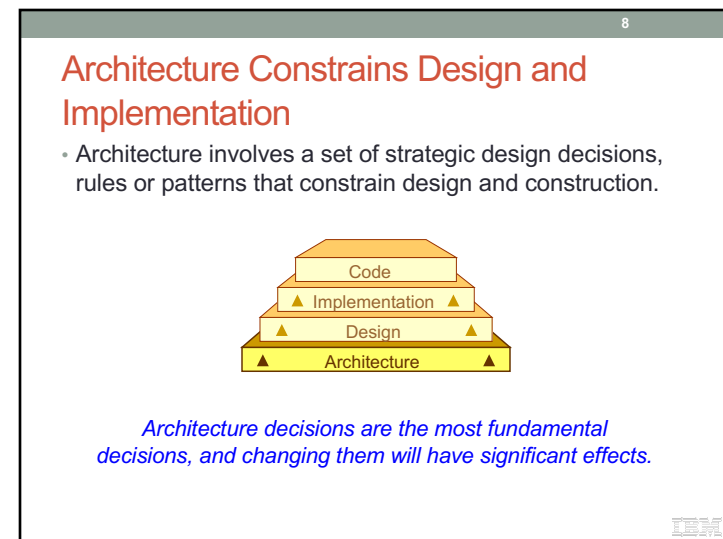 8
Architecture Constrains Design and
Implementation
• Architecture involves a set of strategic design decisions,
rules or patterns that constrain design and construction.
Code
Implementation
Design
Architecture
Architecture decisions are the most fundamental
decisions, and changing them will have significant effects.
IBM